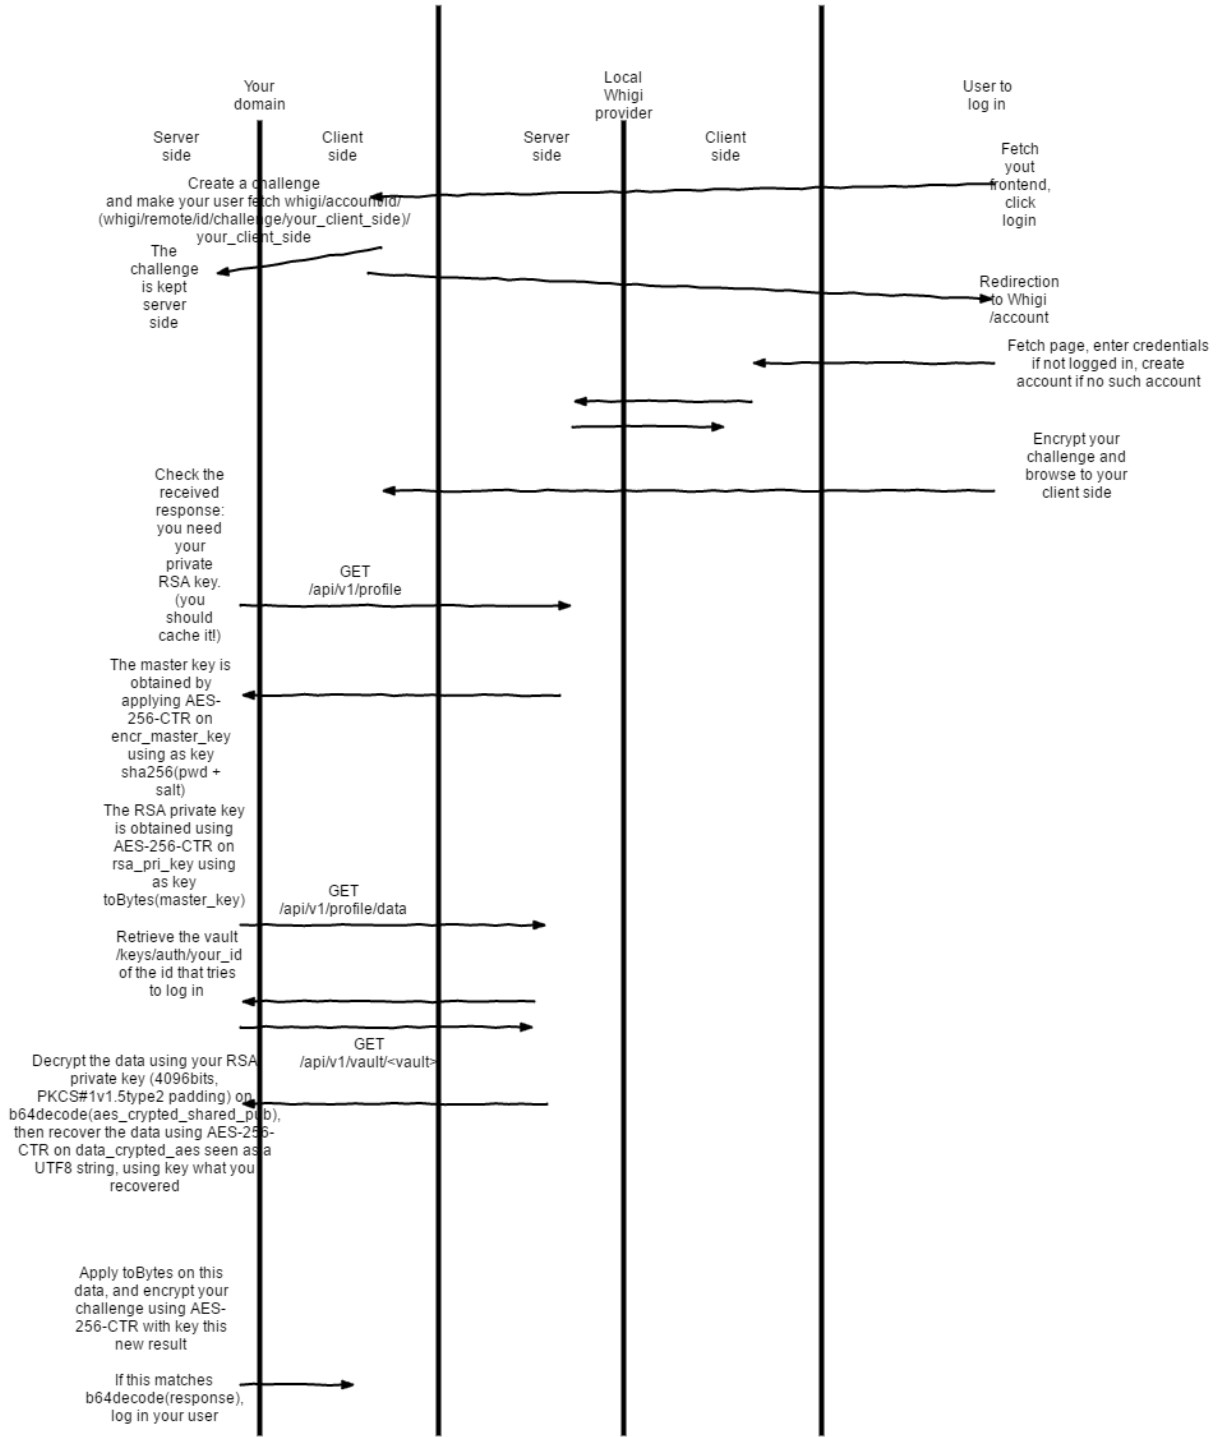 Your
domain
Local
Whigi
provider
User to
log in
Server
side
Client
side
Server
side
Client
side
Fetch
yout
frontend,
click
login
Create a challenge
and make your user fetch whigi/account/id/
(whigi/remote/id/challenge/your_client_side)/
your_client_side
The
challenge
is kept
server
side
Redirection
to Whigi
/account
Fetch page, enter credentials
if not logged in, create
account if no such account
Encrypt your
challenge and
browse to your
client side
Check the
received
response:
you need
your
private
RSA key.
(you
should
cache it!)
GET
/api/v1/profile
The master key is
obtained by
applying AES-
256-CTR on
encr_master_key
using as key
sha256(pwd +
salt)
The RSA private key
is obtained using
AES-256-CTR on
rsa_pri_key using
as key
toBytes(master_key)
GET
/api/v1/profile/data
Retrieve the vault
/keys/auth/your_id
of the id that tries
to log in
GET
/api/v1/vault/<vault>
Decrypt the data using your RSA
private key (4096bits,
PKCS#1v1.5type2 padding) on
b64decode(aes_crypted_shared_pub),
then recover the data using AES-256-
CTR on data_crypted_aes seen as a
UTF8 string, using key what you
recovered
Apply toBytes on this
data, and encrypt your
challenge using AES-
256-CTR with key this
new result
If this matches
b64decode(response),
log in your user